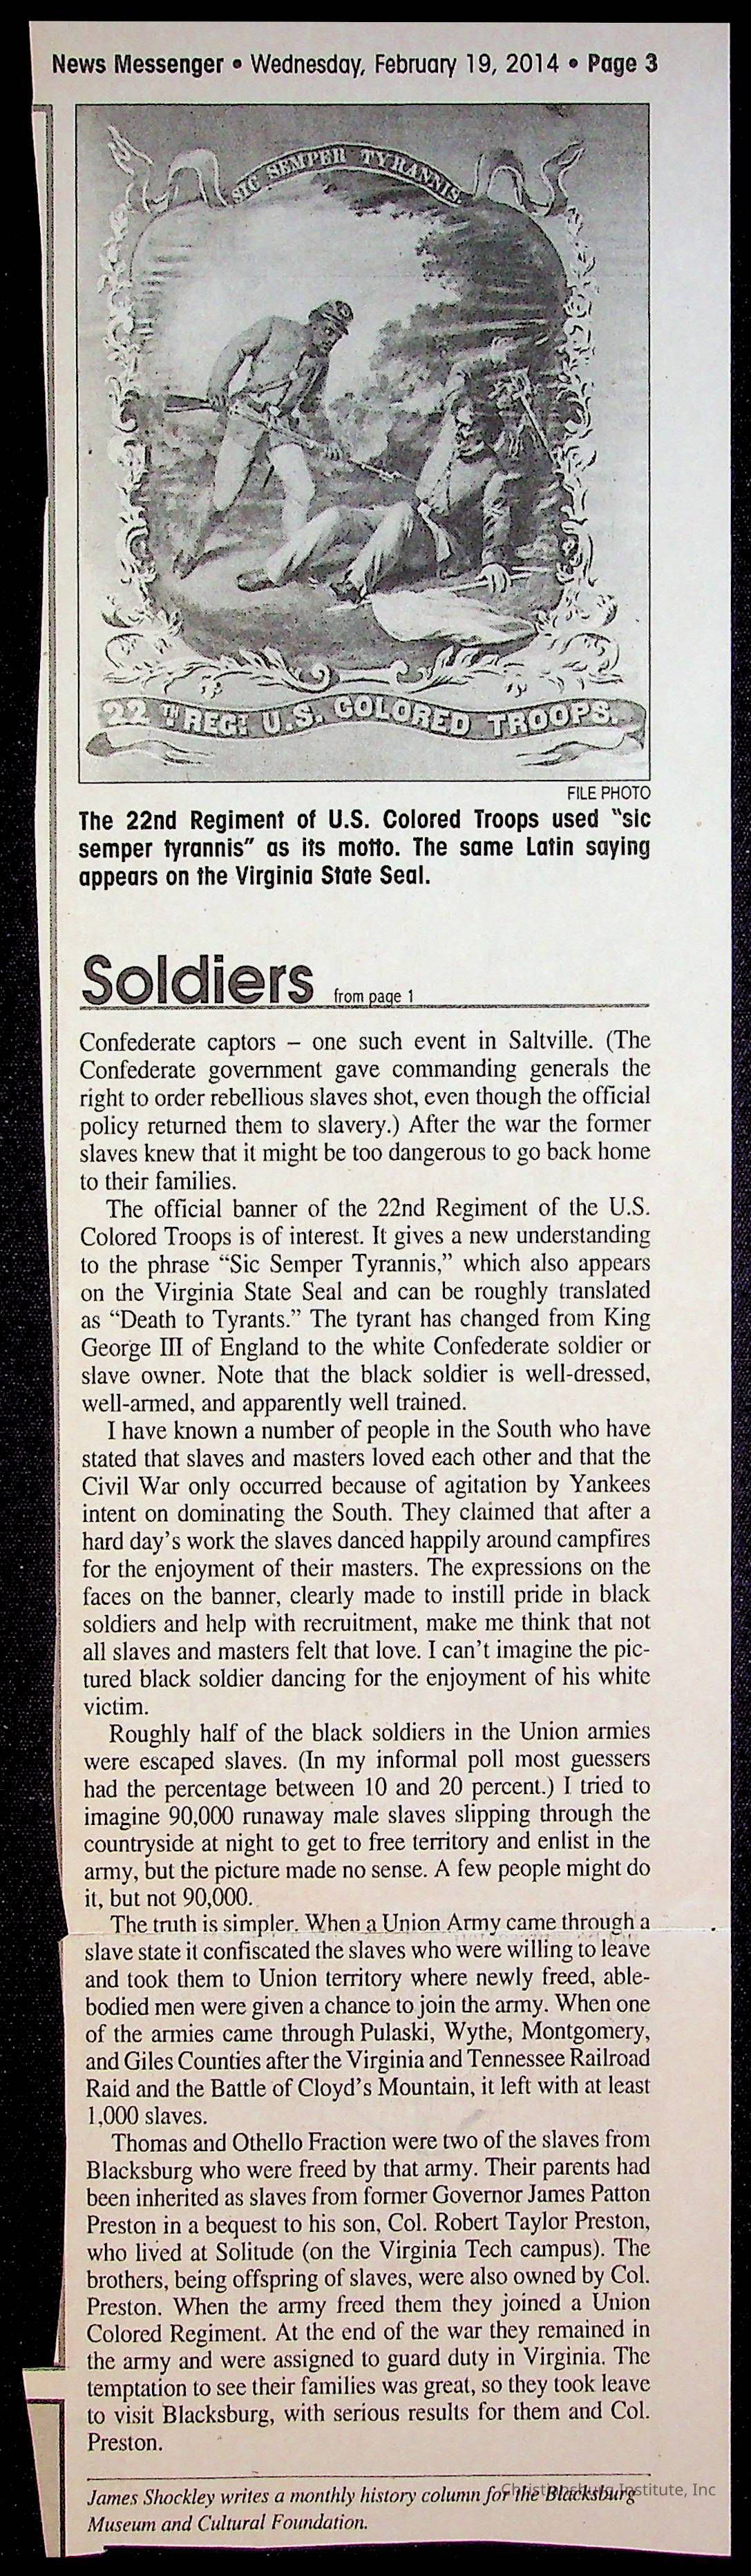 News Messenger • Wednesday, February 19, 2014 • Page 3
SIC SEMPER TYRANNIS
22TH REG: U.S. COLORED TROOPS.
FILE PHOTO
The 22nd Regiment of U.S. Colored Troops used "sic
semper tyrannis" as its motto. The same Latin saying
appears on the Virginia State Seal.
Soldiers from page 1
Confederate captors – one such event in Saltville. (The
Confederate government gave commanding generals the
right to order rebellious slaves shot, even though the official
policy returned them to slavery.) After the war the former
slaves knew that it might be too dangerous to go back home
to their families.
The official banner of the 22nd Regiment of the U.S.
Colored Troops is of interest. It gives a new understanding
to the phrase “Sic Semper Tyrannis,” which also appears
on the Virginia State Seal and can be roughly translated
as “Death to Tyrants.” The tyrant has changed from King
George III of England to the white Confederate soldier or
slave owner. Note that the black soldier is well-dressed,
well-armed, and apparently well trained.
I have known a number of people in the South who have
stated that slaves and masters loved each other and that the
Civil War only occurred because of agitation by Yankees
intent on dominating the South. They claimed that after a
hard day’s work the slaves danced happily around campfires
for the enjoyment of their masters. The expressions on the
faces on the banner, clearly made to instill pride in black
soldiers and help with recruitment, make me think that not
all slaves and masters felt that love. I can’t imagine the pic-
tured black soldier dancing for the enjoyment of his white
victim.
Roughly half of the black soldiers in the Union armies
were escaped slaves. (In my informal poll most guessers
had the percentage between 10 and 20 percent.) I tried to
imagine 90,000 runaway male slaves slipping through the
countryside at night to get to free territory and enlist in the
army, but the picture made no sense. A few people might do
it, but not 90,000.
The truth is simpler. When a Union Army came through a
slave state it confiscated the slaves who were willing to leave
and took them to Union territory where newly freed, able-
bodied men were given a chance to join the army. When one
of the armies came through Pulaski, Wythe, Montgomery,
and Giles Counties after the Virginia and Tennessee Railroad
Raid and the Battle of Cloyd’s Mountain, it left with at least
1,000 slaves.
Thomas and Othello Fraction were two of the slaves from
Blacksburg who were freed by that army. Their parents had
been inherited as slaves from former Governor James Patton
Preston in a bequest to his son, Col. Robert Taylor Preston,
who lived at Solitude (on the Virginia Tech campus). The
brothers, being offspring of slaves, were also owned by Col.
Preston. When the army freed them they joined a Union
Colored Regiment. At the end of the war they remained in
the army and were assigned to guard duty in Virginia. The
temptation to see their families was great, so they took leave
to visit Blacksburg, with serious results for them and Col.
Preston.
James Shockley writes a monthly history column for the Blacksburg
Museum and Cultural Foundation.
Christiansburg Institute, Inc